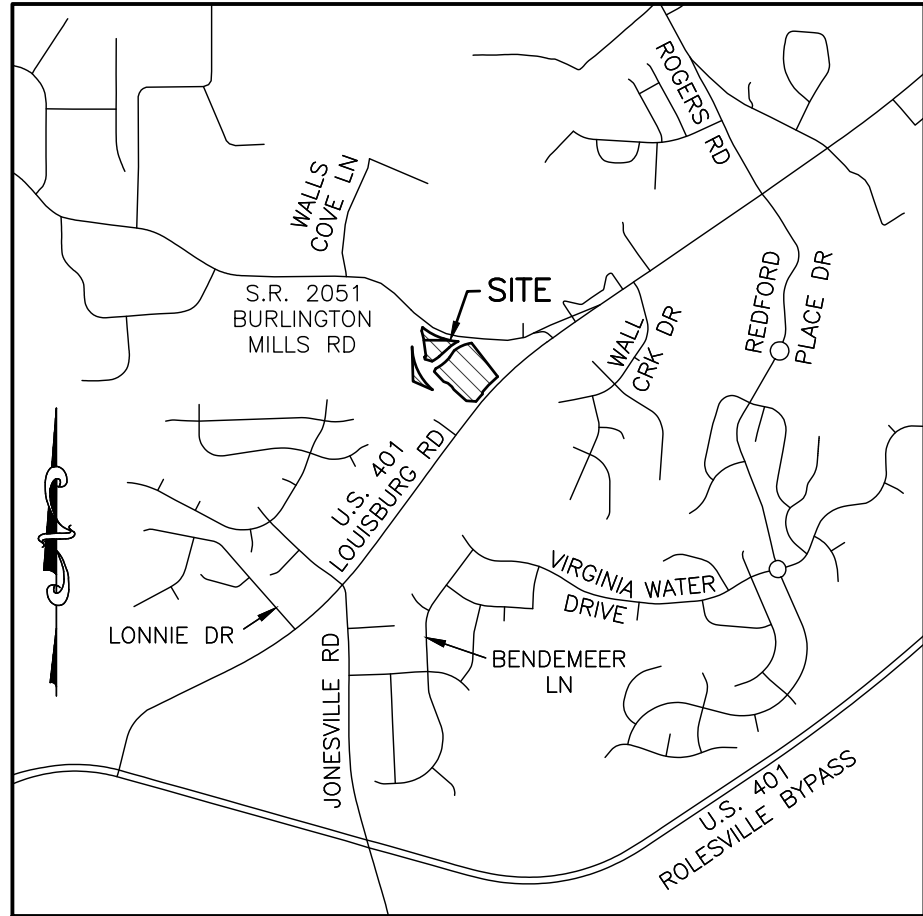 ROGERS RD
WALLS
COVE LN
S.R. 2051
BURLINGTON
MILLS RD
SITE
WALL
CRK DR
REDFORD
PLACE DR
U.S. 401
LOUISBURG RD
VIRGINIA WATER
DRIVE
LONNIE DR
BENDEMEER
LN
JONESVILLE RD
U.S. 401
ROLESVILLE BYPASS